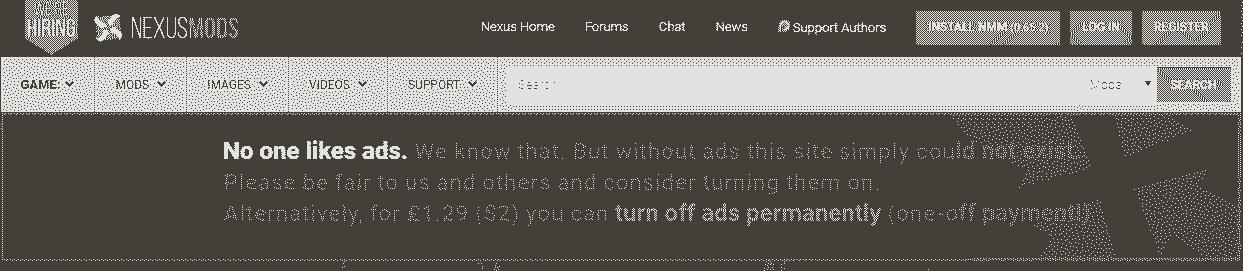 WE'RE
HIRING
NEXUSMODS
Nexus Home Forums Chat News Support Authors INSTALL NMM (0.65.2) LOG IN REGISTER
GAME: MODS IMAGES VIDEOS SUPPORT Search Mods SEARCH
No one likes ads. We know that. But without ads this site simply could not exist.
Please be fair to us and others and consider turning them on.
Alternatively, for £1.29 ($2) you can turn off ads permanently (one-off payment!)